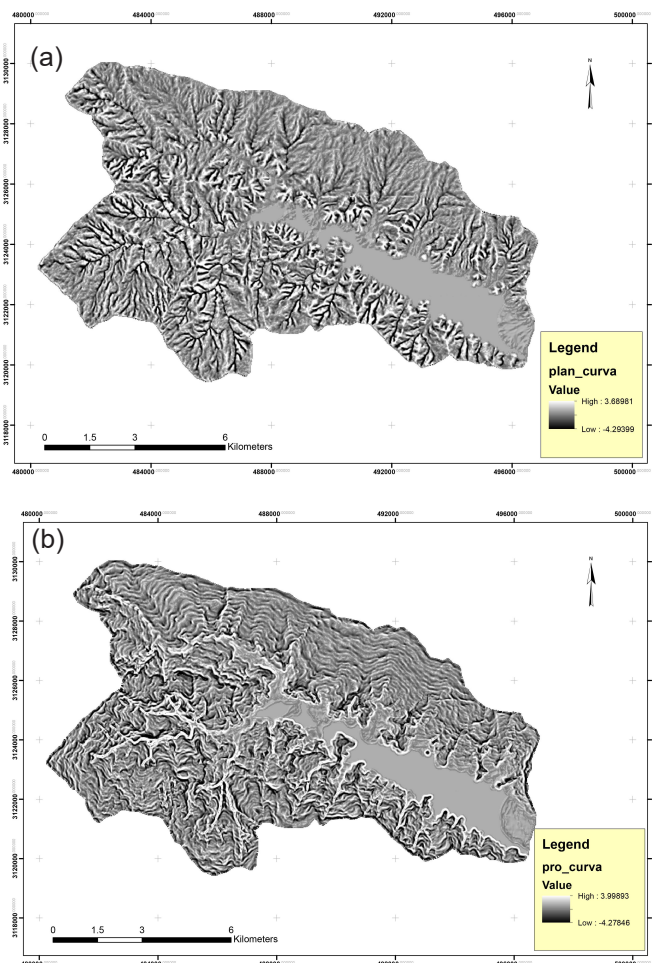 480000 484000 488000 492000 496000 500000
(a)
N
3130000
3128000
3126000
3124000
3122000
3120000
3118000
Legend
plan_curva
Value
High : 3.68981
Low : -4.29399
0 1.5 3 6
Kilometers
480000 484000 488000 492000 496000 500000
480000 484000 488000 492000 496000 500000
(b)
N
3130000
3128000
3126000
3124000
3122000
3120000
3118000
Legend
pro_curva
Value
High : 3.99893
Low : -4.27846
0 1.5 3 6
Kilometers